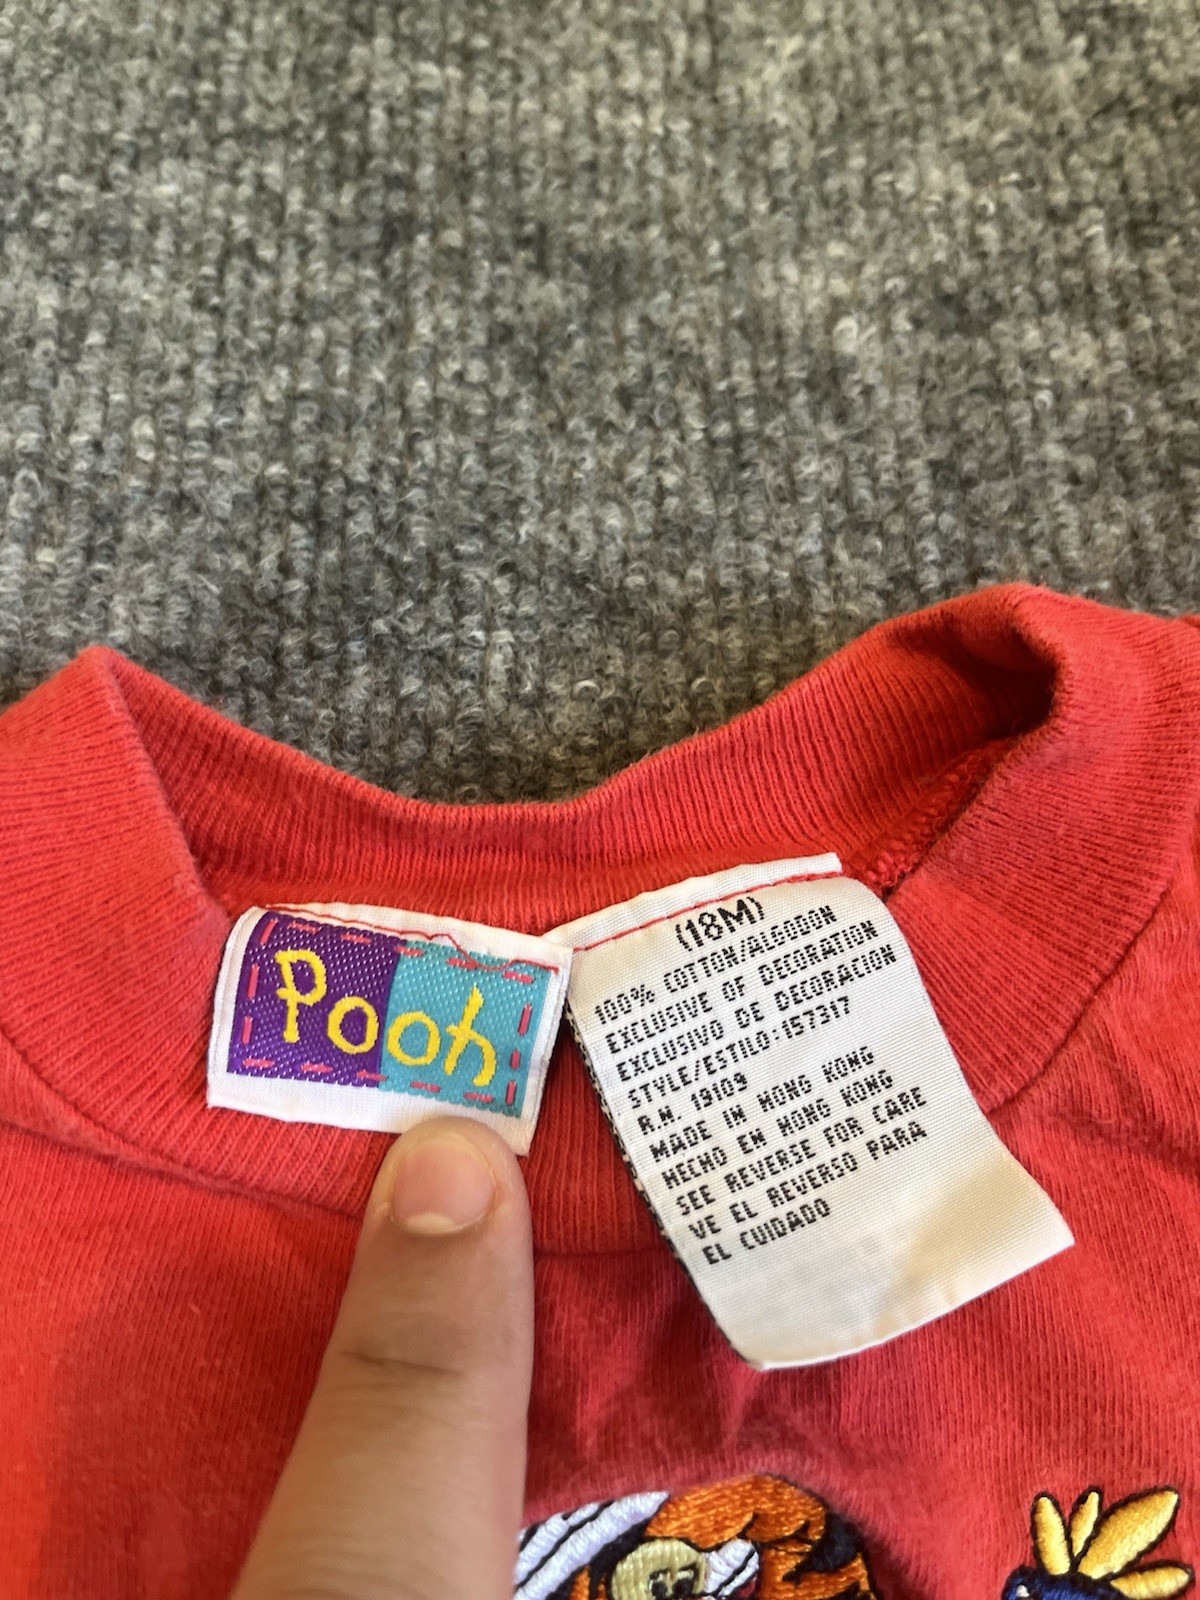 Pooh
(18M)
100% COTTON/ALGODON
EXCLUSIVE OF DECORATION
EXCLUSIVO DE DECORACION
STYLE/ESTILO:157317
R.N. 19109
MADE IN HONG KONG
HECHO EN HONG KONG
SEE REVERSE FOR CARE
VE EL REVERSO PARA
EL CUIDADO